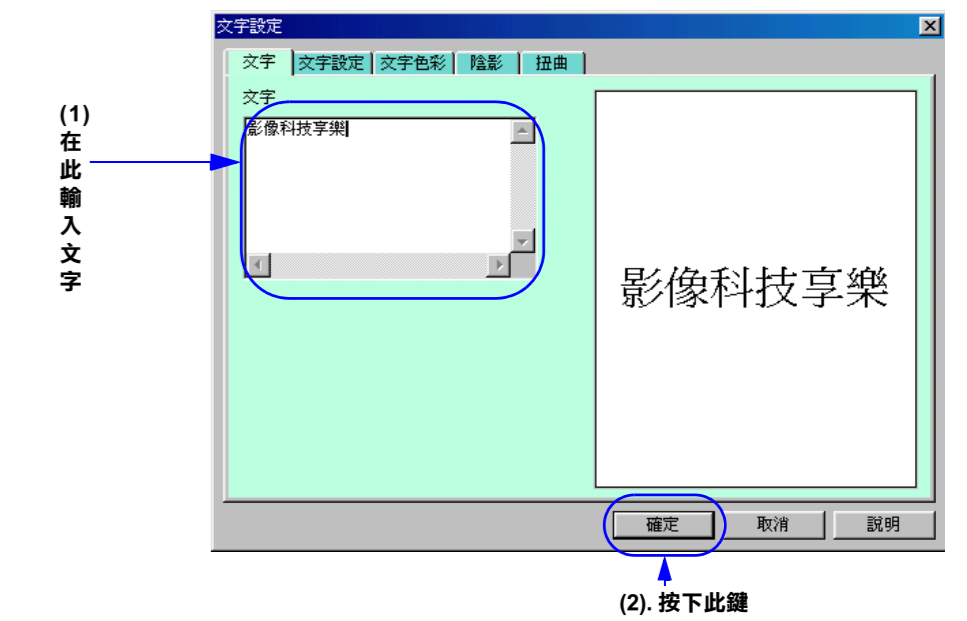 文字設定
文字 文字設定 文字色彩 陰影 扭曲
文字
影像科技享樂
(1)
在
此
輸
入
文
字
影像科技享樂
確定 取消 說明
(2). 按下此鍵